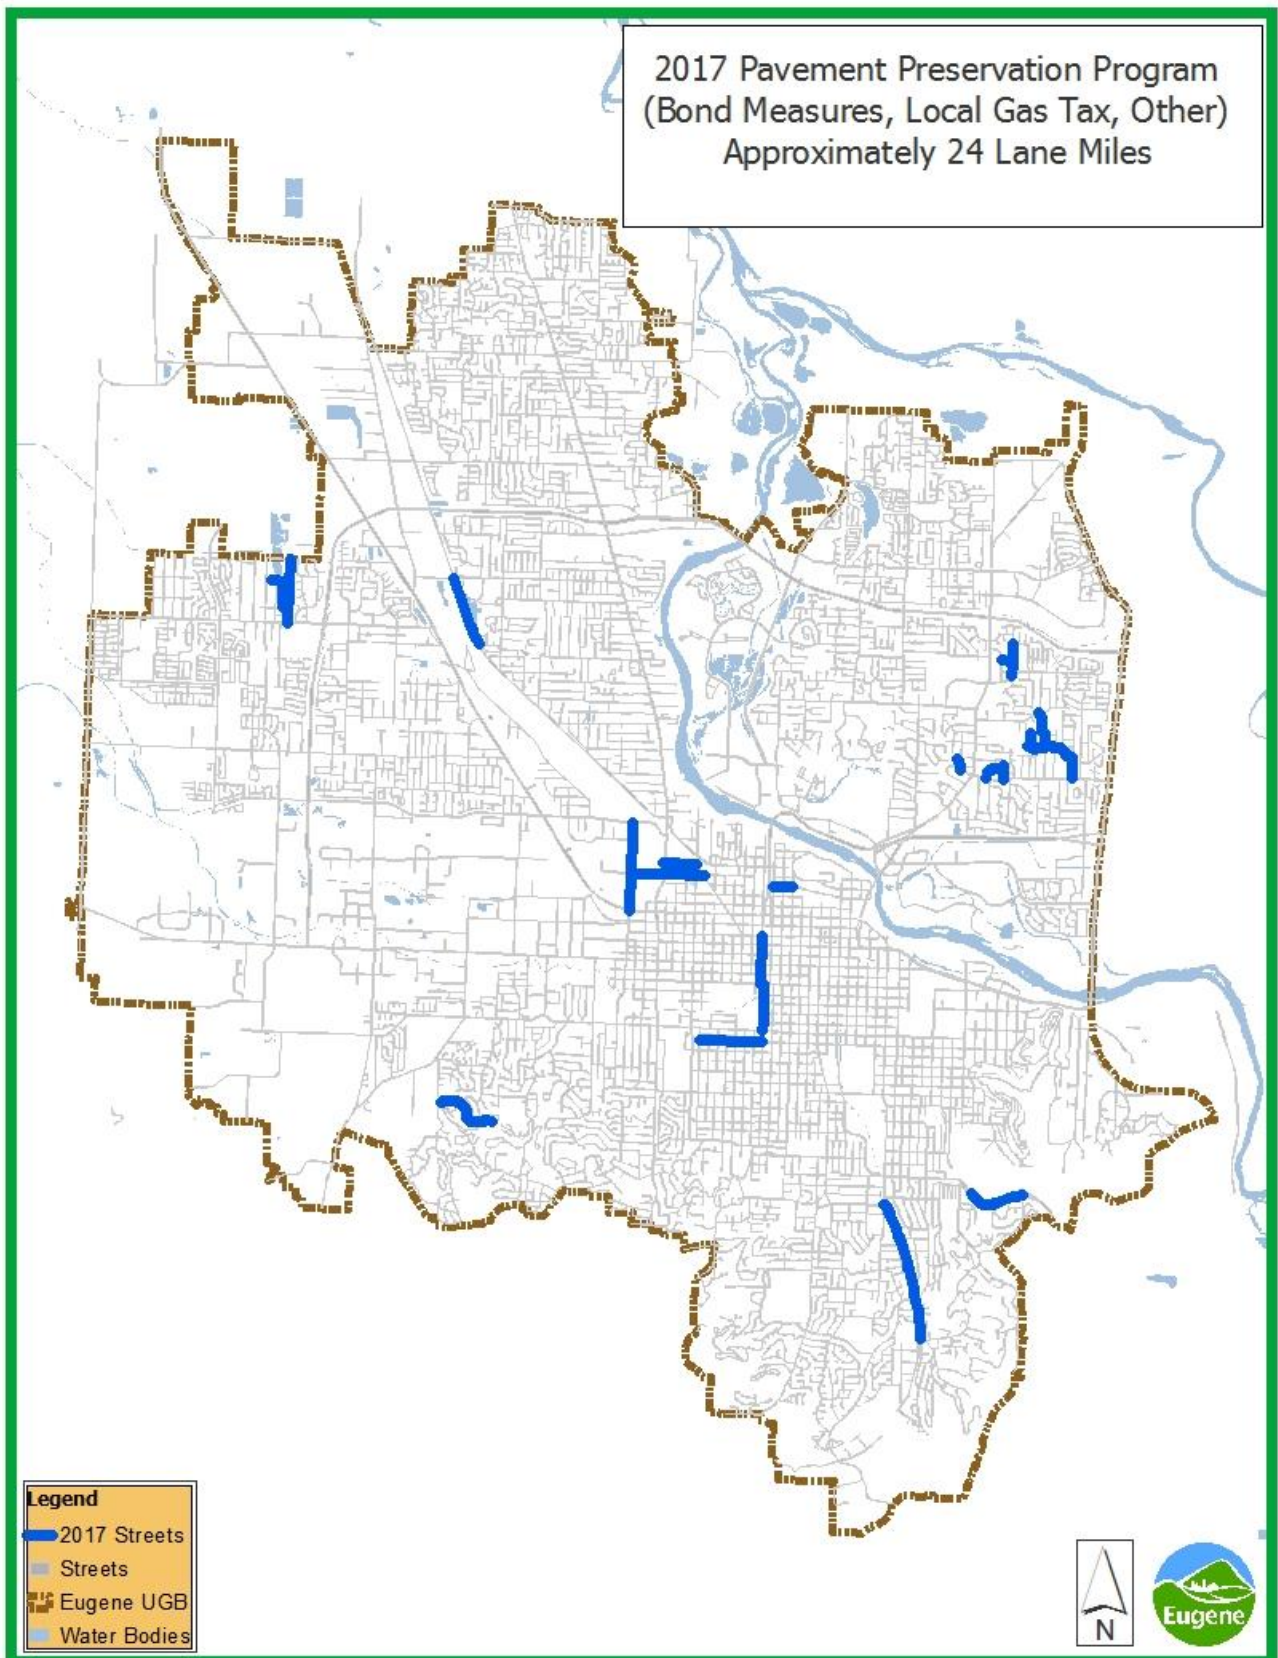 2017 Pavement Preservation Program
(Bond Measures, Local Gas Tax, Other)
Approximately 24 Lane Miles
Legend
2017 Streets
Streets
Eugene UGB
Water Bodies
N
Eugene